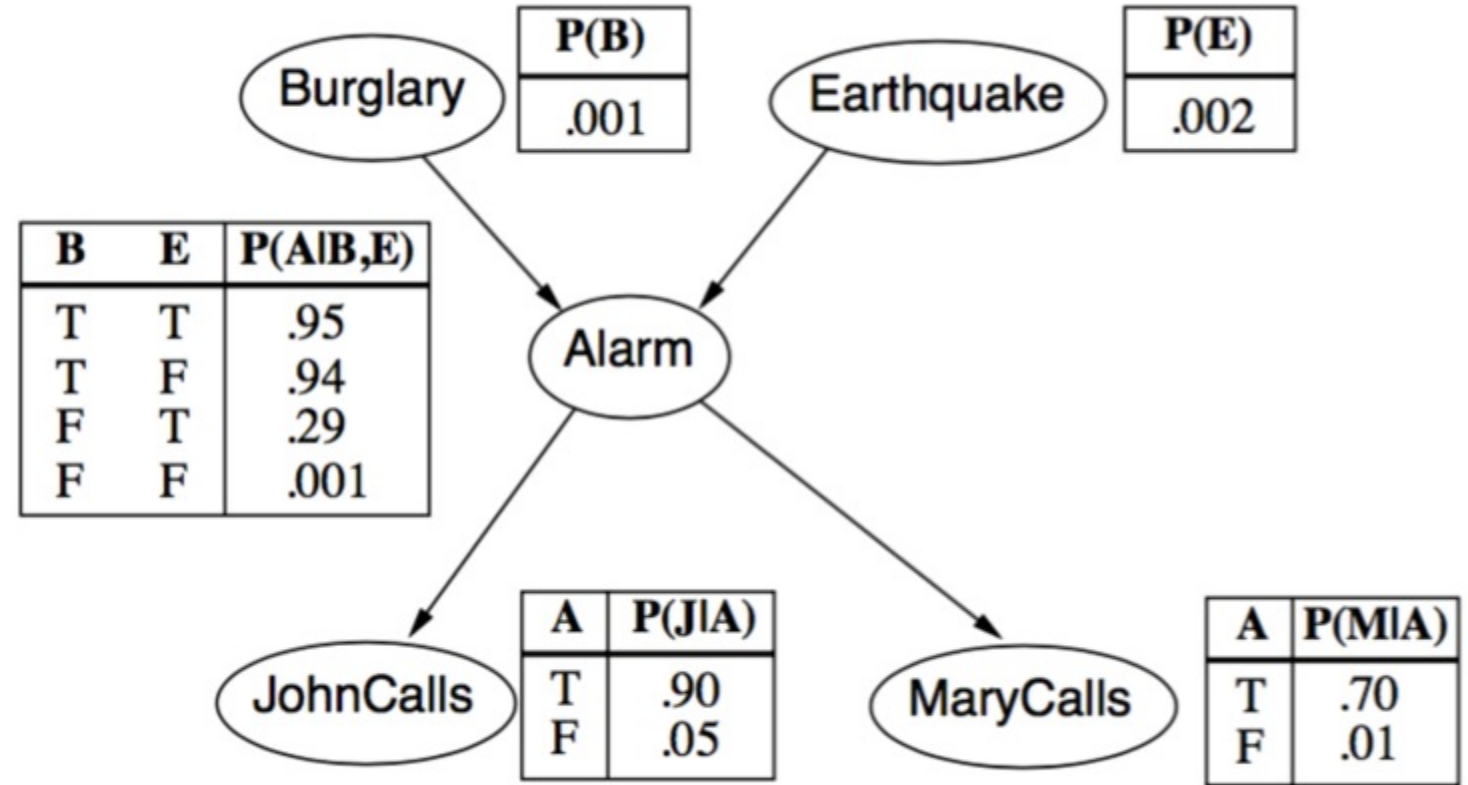 Burglary
P(B)
.001
Earthquake
P(E)
.002
B E P(A|B,E)
T T .95
T F .94
F T .29
F F .001
Alarm
JohnCalls
A P(J|A)
T .90
F .05
MaryCalls
A P(M|A)
T .70
F .01